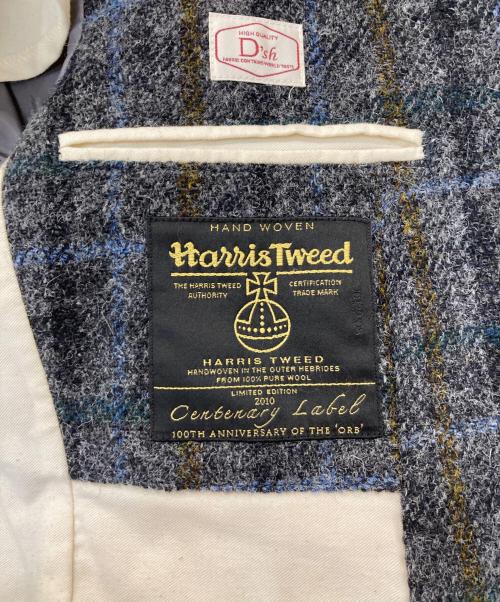 HIGH QUALITY
D'sh
HAND WOVEN
Harris Tweed
THE HARRIS TWEED
AUTHORITY
CERTIFICATION
TRADE MARK
HARRIS TWEED
HANDWOVEN IN THE OUTER HEBRIDES
FROM 100% PURE WOOL
LIMITED EDITION
2010
Centenary Label
100TH ANNIVERSARY OF THE 'ORB'